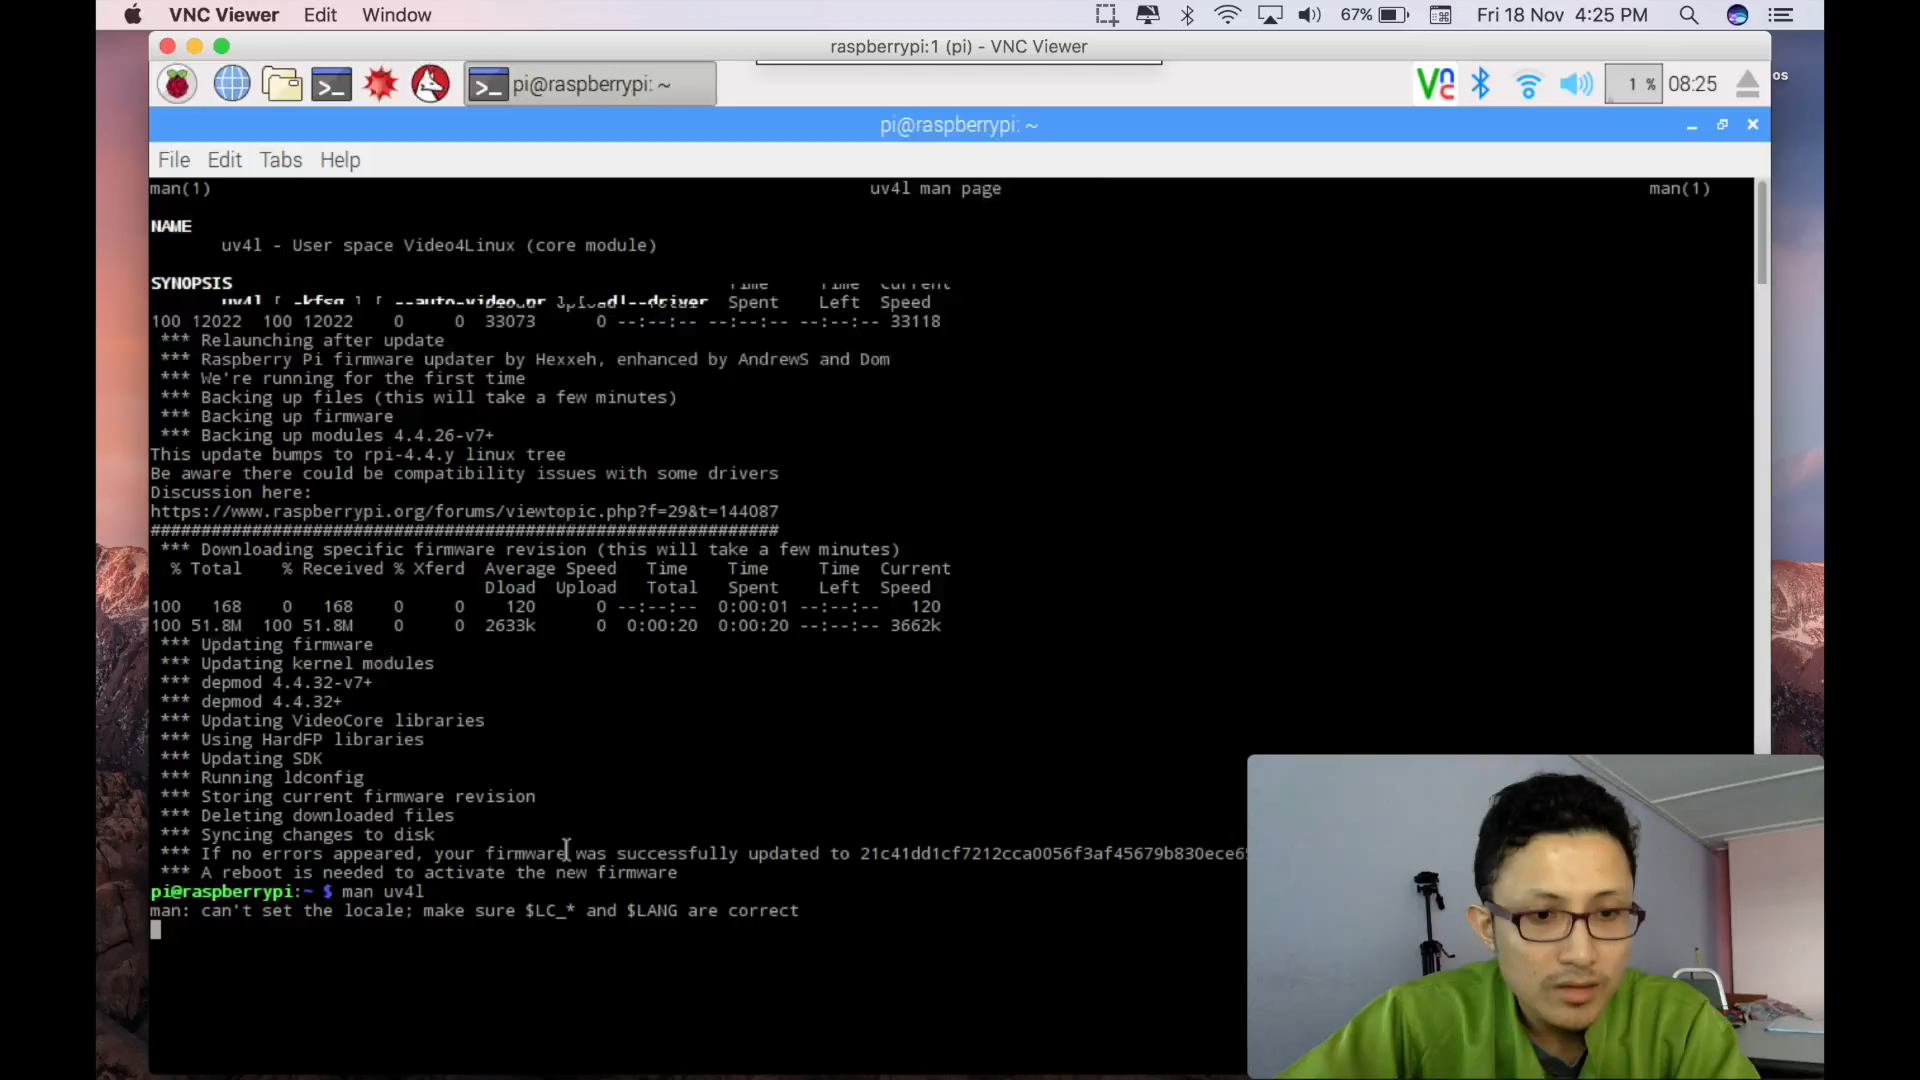 VNC Viewer Edit Window 67% Fri 18 Nov 4:25 PM
raspberrypi:1 (pi) - VNC Viewer
pi@raspberrypi: ~ 1 % 08:25 os
pi@raspberrypi: ~
File Edit Tabs Help
man(1) uv4l man page man(1)
NAME
uv4l - User space Video4Linux (core module)
SYNOPSIS Time Time Current
uv4l [ -kfsg ] [ --auto-video_nr ] [ --driver Spent Left Speed
100 12022 100 12022 0 0 33073 0 --:--:-- --:--:-- --:--:-- 33118
*** Relaunching after update
*** Raspberry Pi firmware updater by Hexxeh, enhanced by AndrewS and Dom
*** We're running for the first time
*** Backing up files (this will take a few minutes)
*** Backing up firmware
*** Backing up modules 4.4.26-v7+
This update bumps to rpi-4.4.y linux tree
Be aware there could be compatibility issues with some drivers
Discussion here:
https://www.raspberrypi.org/forums/viewtopic.php?f=29&t=144087
##############################################################
*** Downloading specific firmware revision (this will take a few minutes)
% Total % Received % Xferd Average Speed Time Time Time Current
Dload Upload Total Spent Left Speed
100 168 0 168 0 0 120 0 --:--:-- 0:00:01 --:--:-- 120
100 51.8M 100 51.8M 0 0 2633k 0 0:00:20 0:00:20 --:--:-- 3662k
*** Updating firmware
*** Updating kernel modules
*** depmod 4.4.32-v7+
*** depmod 4.4.32+
*** Updating VideoCore libraries
*** Using HardFP libraries
*** Updating SDK
*** Running ldconfig
*** Storing current firmware revision
*** Deleting downloaded files
*** Syncing changes to disk
*** If no errors appeared, your firmware was successfully updated to 21c41dd1cf7212cca0056f3af45679b830ece6
*** A reboot is needed to activate the new firmware
pi@raspberrypi:~ $ man uv4l
man: can't set the locale; make sure $LC_* and $LANG are correct